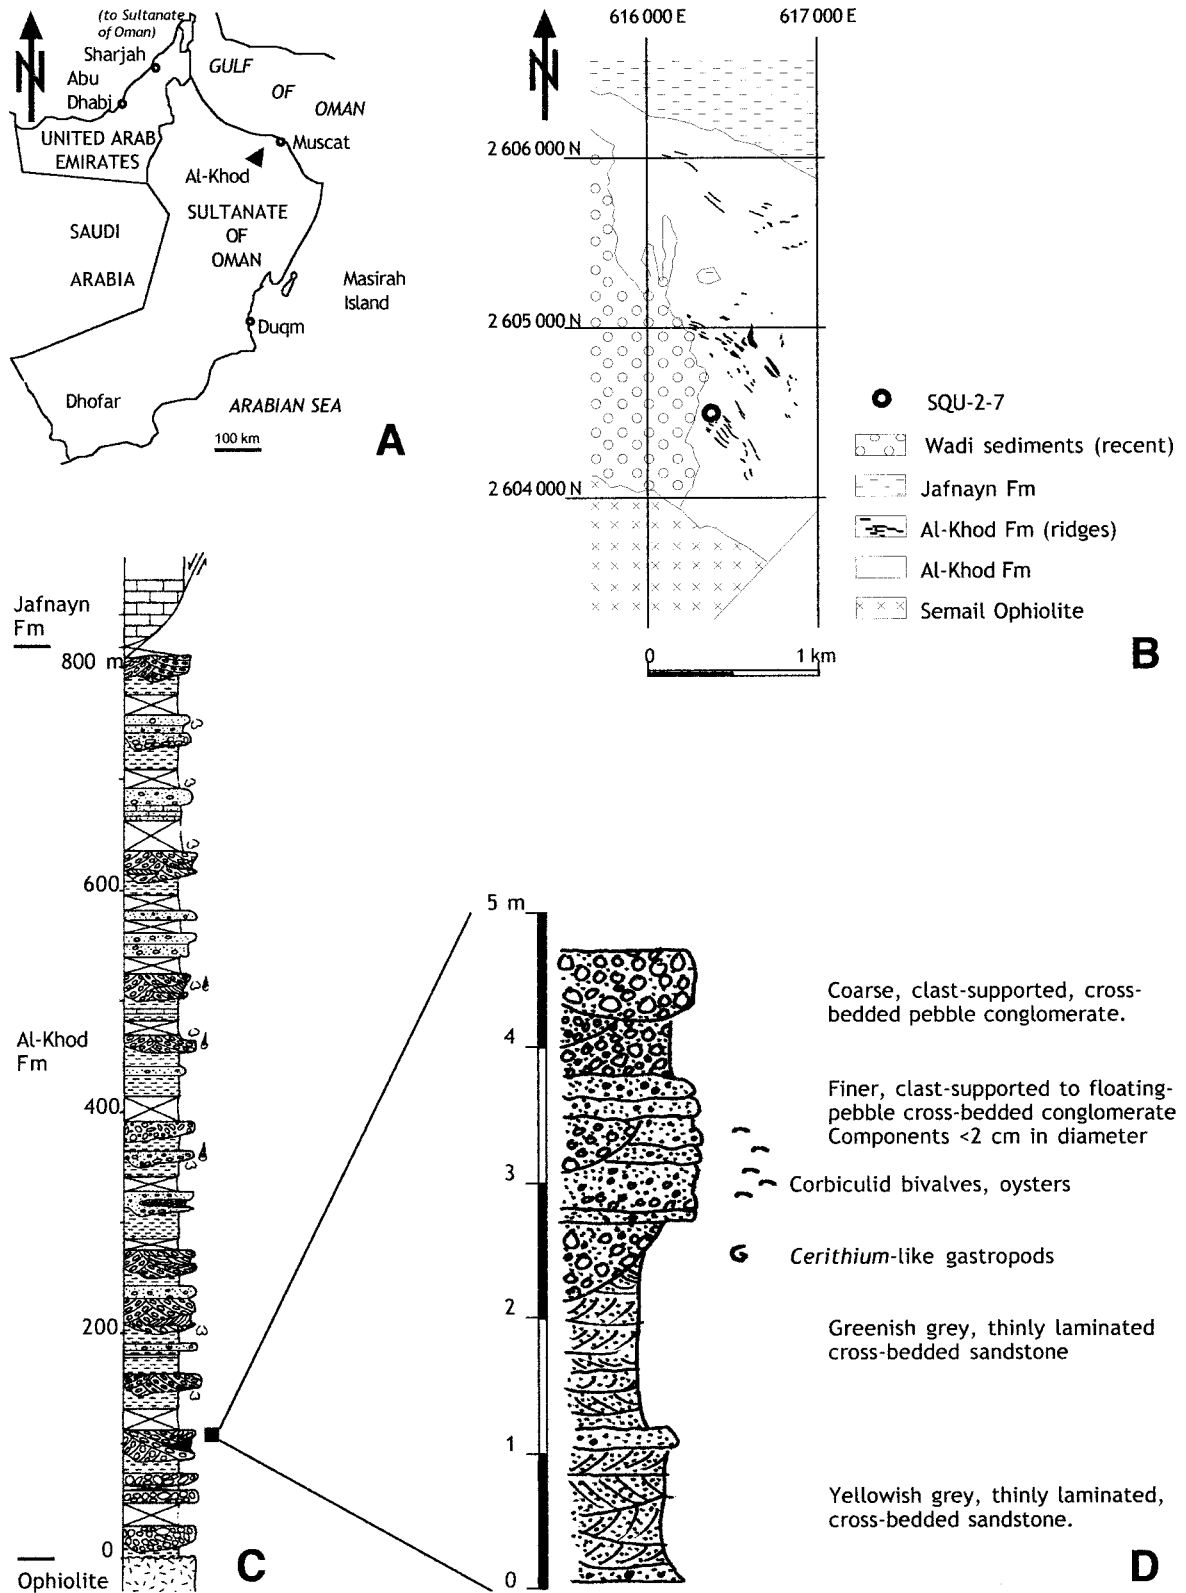 (to Sultanate
of Oman)
N
Sharjah
GULF
OF
OMAN
Abu
Dhabi
UNITED ARAB
EMIRATES
Muscat
Al-Khod
SAUDI
ARABIA
SULTANATE
OF
OMAN
Masirah
Island
Duqm
Dhofar
ARABIAN SEA
100 km
A
N
616 000 E
617 000 E
2 606 000 N
2 605 000 N
2 604 000 N
SQU-2-7
Wadi sediments (recent)
Jafnayn Fm
Al-Khod Fm (ridges)
Al-Khod Fm
Semail Ophiolite
0
1 km
B
Jafnayn
Fm
800 m
600
Al-Khod
Fm
400
200
0
Ophiolite
C
5 m
4
3
2
1
0
Coarse, clast-supported, cross-
bedded pebble conglomerate.
Finer, clast-supported to floating-
pebble cross-bedded conglomerate
Components <2 cm in diameter
Corbiculid bivalves, oysters
Cerithium-like gastropods
Greenish grey, thinly laminated
cross-bedded sandstone
Yellowish grey, thinly laminated,
cross-bedded sandstone.
D